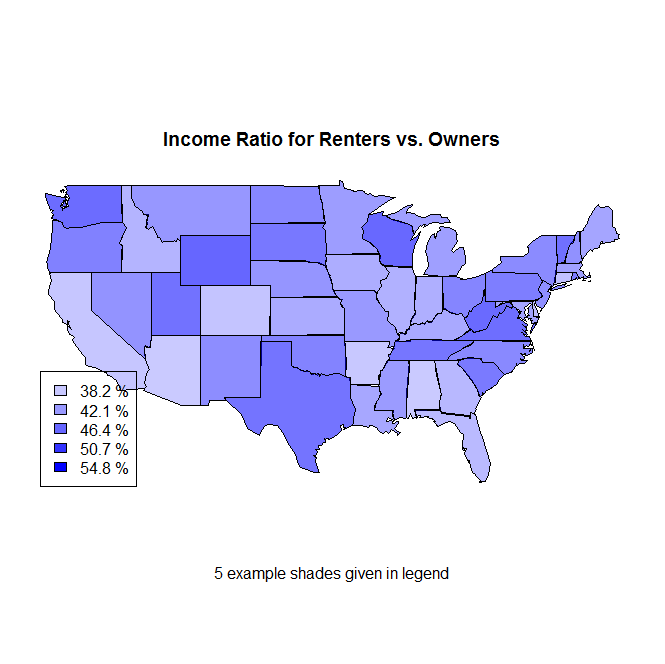 Income Ratio for Renters vs. Owners
38.2 %
42.1 %
46.4 %
50.7 %
54.8 %
5 example shades given in legend